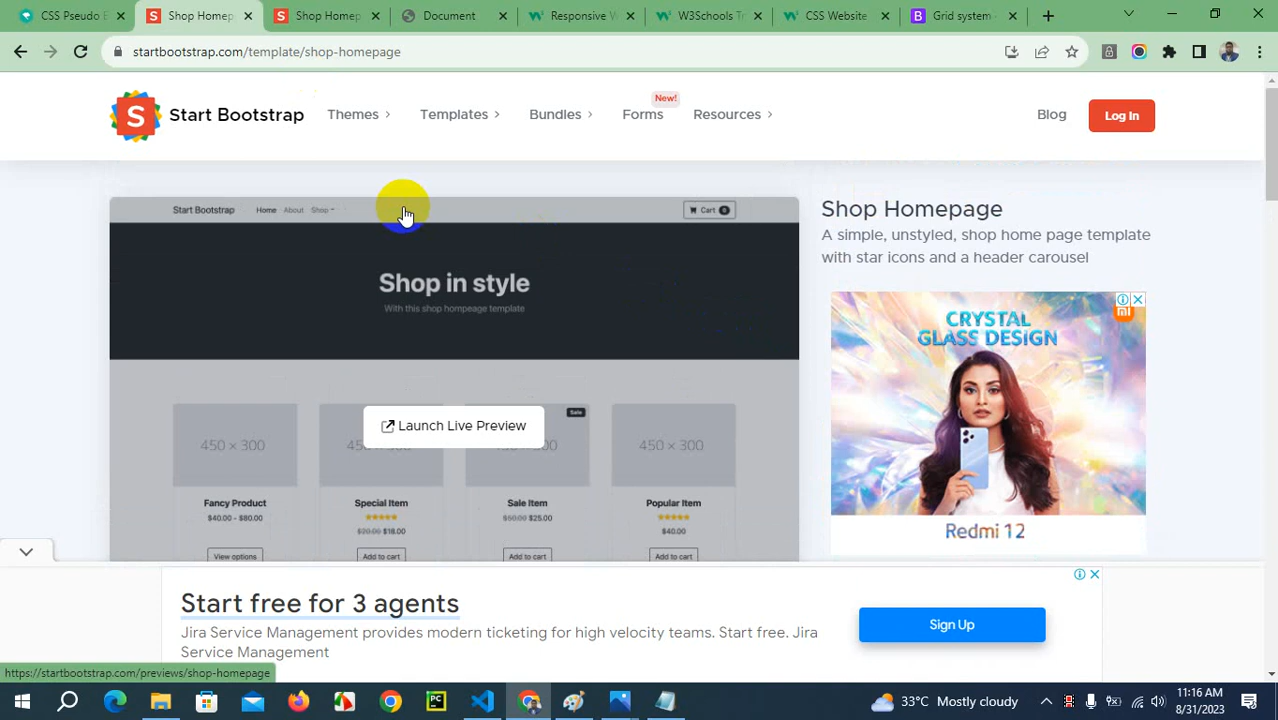 CSS Pseudo E
Shop Homep
Shop Homep
Document
Responsive V
W3Schools Tr
CSS Website
Grid system
startbootstrap.com/template/shop-homepage
S
Start Bootstrap
Themes
Templates
Bundles
Forms
New!
Resources
Blog
Log In
Start Bootstrap
Home
About
Shop
Cart 0
Shop in style
With this shop hompeage template
Launch Live Preview
450 × 300
Sale
450 × 300
Fancy Product
Special Item
Sale Item
Popular Item
$40.00 - $80.00
$20.00 $18.00
$50.00 $25.00
$40.00
View options
Add to cart
Add to cart
Add to cart
Shop Homepage
A simple, unstyled, shop home page template
with star icons and a header carousel
CRYSTAL
GLASS DESIGN
mi
Redmi 12
Start free for 3 agents
Jira Service Management provides modern ticketing for high velocity teams. Start free. Jira
Service Management
Sign Up
https://startbootstrap.com/previews/shop-homepage
33°C Mostly cloudy
11:16 AM
8/31/2023